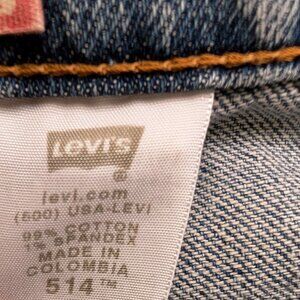 Levi's
®
levi.com
(800) USA-LEVI
99% COTTON
1% SPANDEX
MADE IN
COLOMBIA
514™